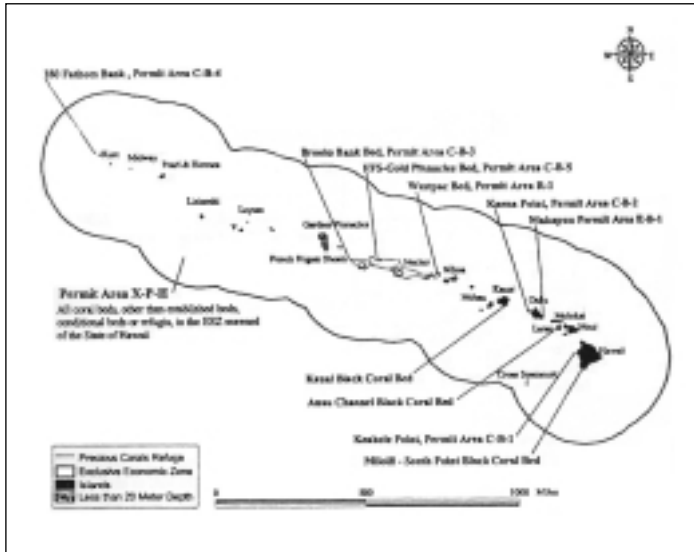 N
W E
S
180 Fathom Bank , Permit Area C-B-4
Kure
Midway
Pearl & Hermes
Brooks Bank Bed, Permit Area C-B-3
FFS-Gold Pinnacles Bed, Permit Area C-B-5
Westpac Bed, Permit Area R-1
Kaena Point, Permit Area C-B-2
Makapuu Permit Area E-B-1
Lisianski
Laysan
Gardner Pinnacles
French Frigate Shoals
Necker
Nihoa
Kauai
Niihau
Oahu
Molokai
Lanai
Maui
Hawaii
Permit Area X-P-H
All coral beds, other than established beds,
conditional beds or refugia, in the EEZ seaward
of the State of Hawaii
Cross Seamount
Kauai Black Coral Bed
Auau Channel Black Coral Bed
Keahole Point, Permit Area C-B-1
Milolii - South Point Black Coral Bed
Precious Corals Refuge
Exclusive Economic Zone
Islands
Less than 20 Meter Depth
0 500 1000 Miles